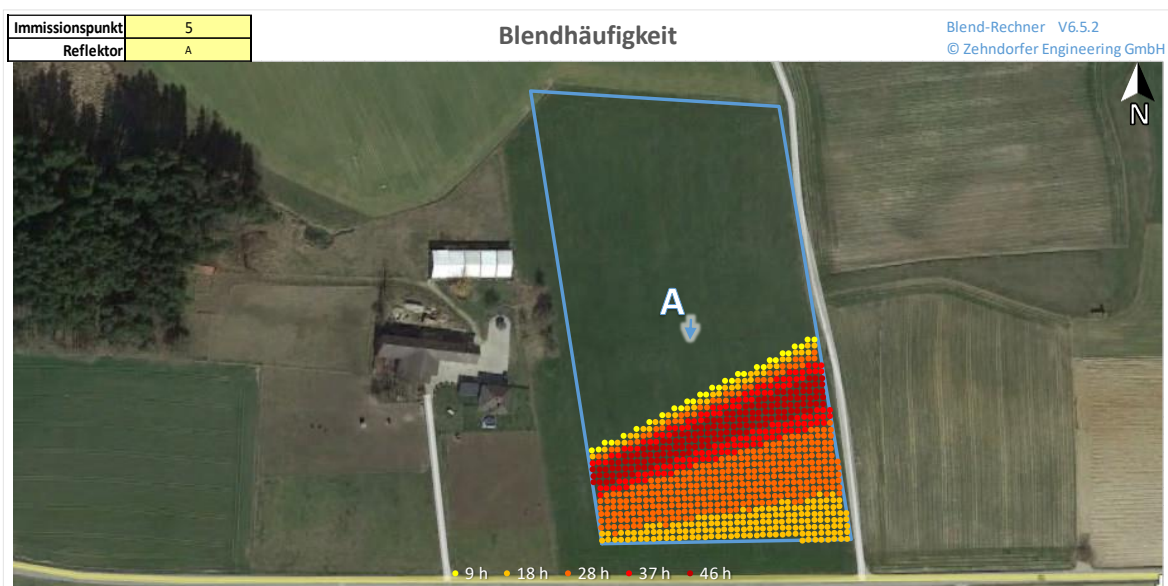 Immissionspunkt 5
Reflektor A
Blendhäufigkeit
Blend-Rechner V6.5.2
© Zehndorfer Engineering GmbH
N
A
9 h 18 h 28 h 37 h 46 h